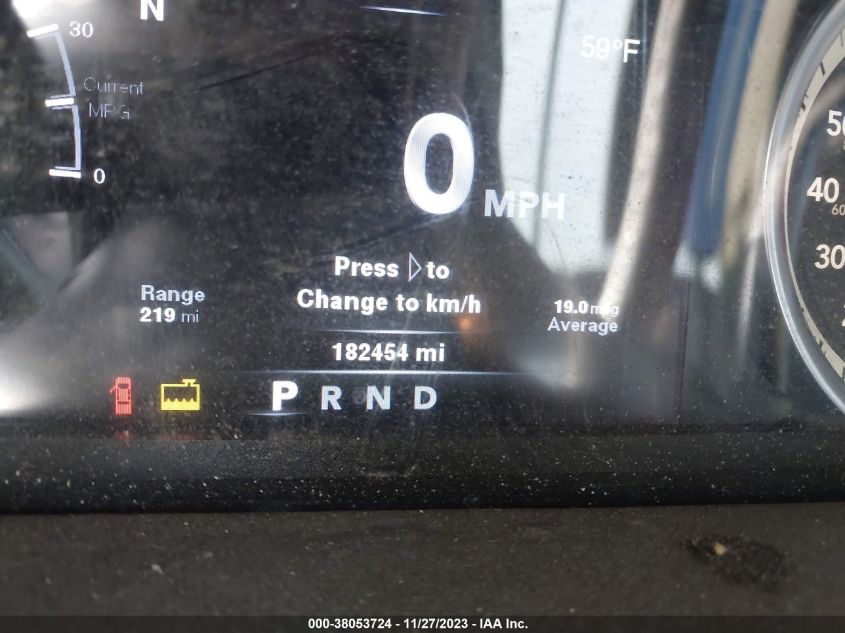 N
30
59°F
Current
MPG
0
0 MPH
50
40
60
30
Press ▷ to
Change to km/h
Range
219 mi
19.0 mpg
Average
182454 mi
P R N D
000-38053724 - 11/27/2023 - IAA Inc.